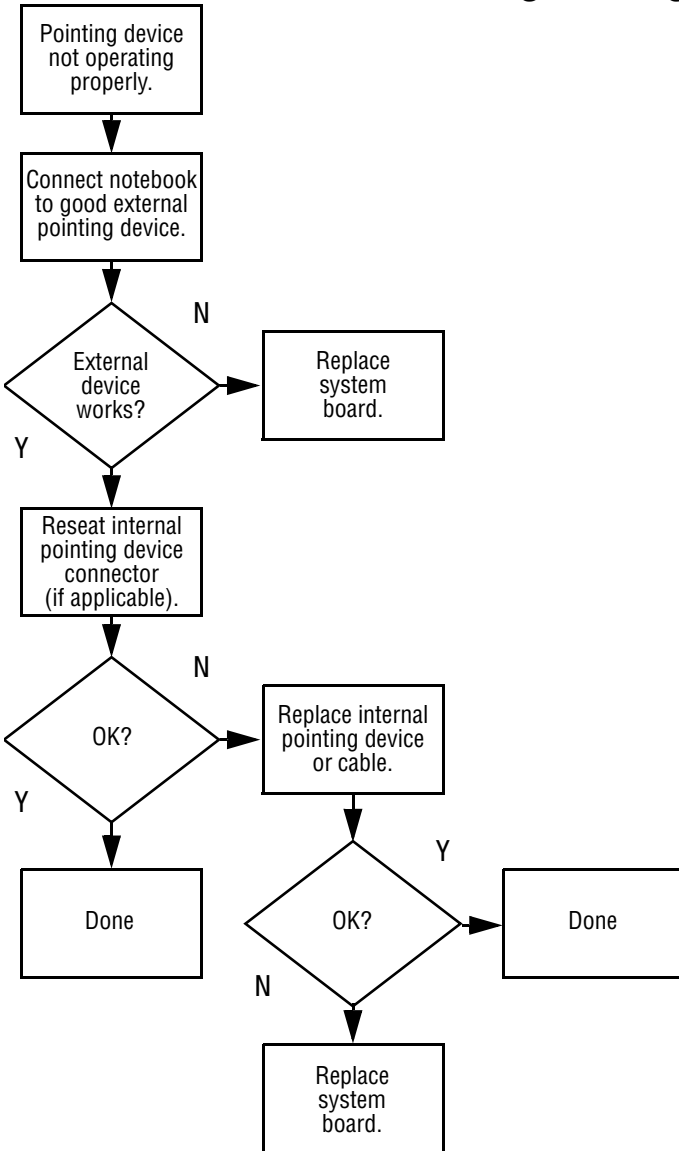 Pointing device
not operating
properly.
Connect notebook
to good external
pointing device.
N
External
device
works?
Replace
system
board.
Y
Reseat internal
pointing device
connector
(if applicable).
N
OK?
Replace internal
pointing device
or cable.
Y
Y
Done
OK?
Done
N
Replace
system
board.